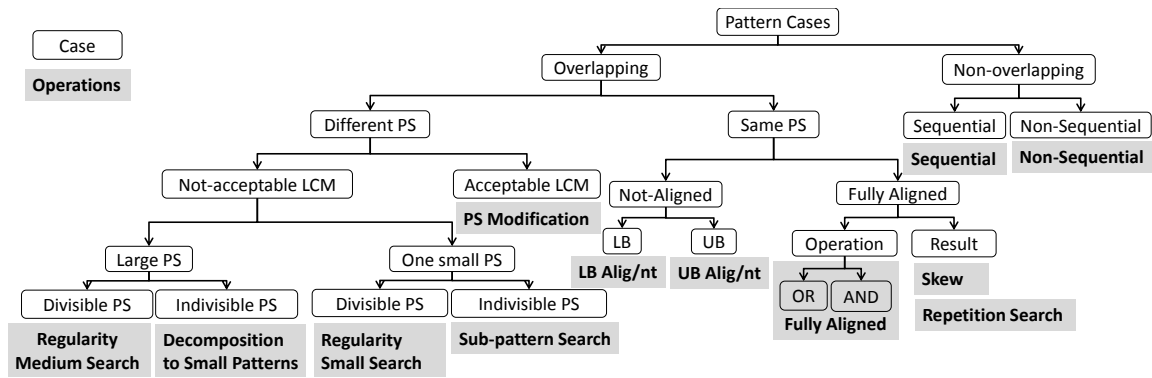 Pattern Cases
Case
Operations
Overlapping
Non-overlapping
Different PS
Same PS
Sequential
Non-Sequential
Sequential
Non-Sequential
Not-acceptable LCM
Acceptable LCM
PS Modification
Not-Aligned
Fully Aligned
LB
UB
LB Alig/nt
UB Alig/nt
Operation
Result
Large PS
One small PS
Skew
OR
AND
Fully Aligned
Repetition Search
Divisible PS
Indivisible PS
Divisible PS
Indivisible PS
Regularity
Medium Search
Decomposition
to Small Patterns
Regularity
Small Search
Sub-pattern Search